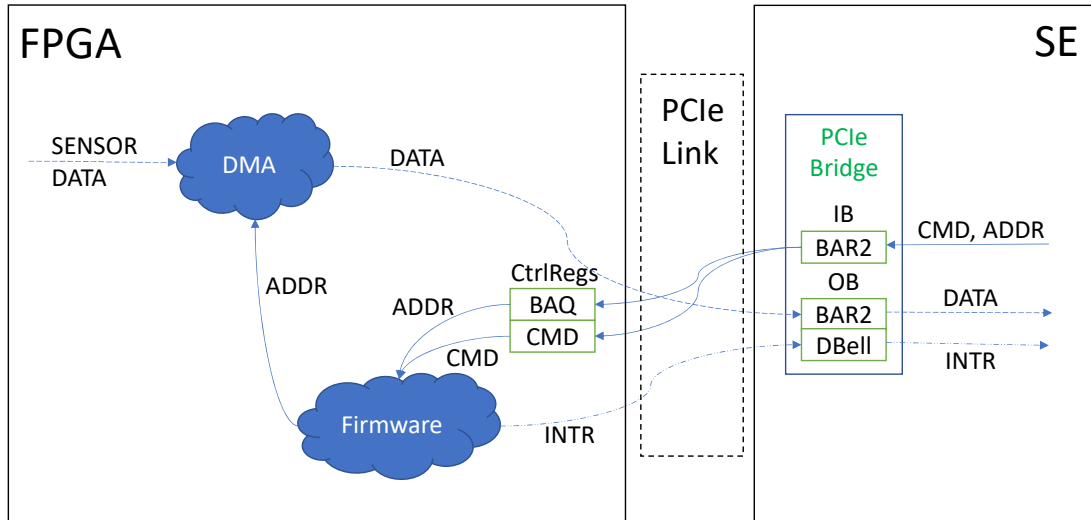 FPGA
SE
PCIe
Link
PCIe
Bridge
SENSOR
DATA
DMA
DATA
IB
BAR2
CMD, ADDR
OB
BAR2
DATA
DBell
INTR
ADDR
CtrlRegs
BAQ
CMD
ADDR
CMD
Firmware
INTR